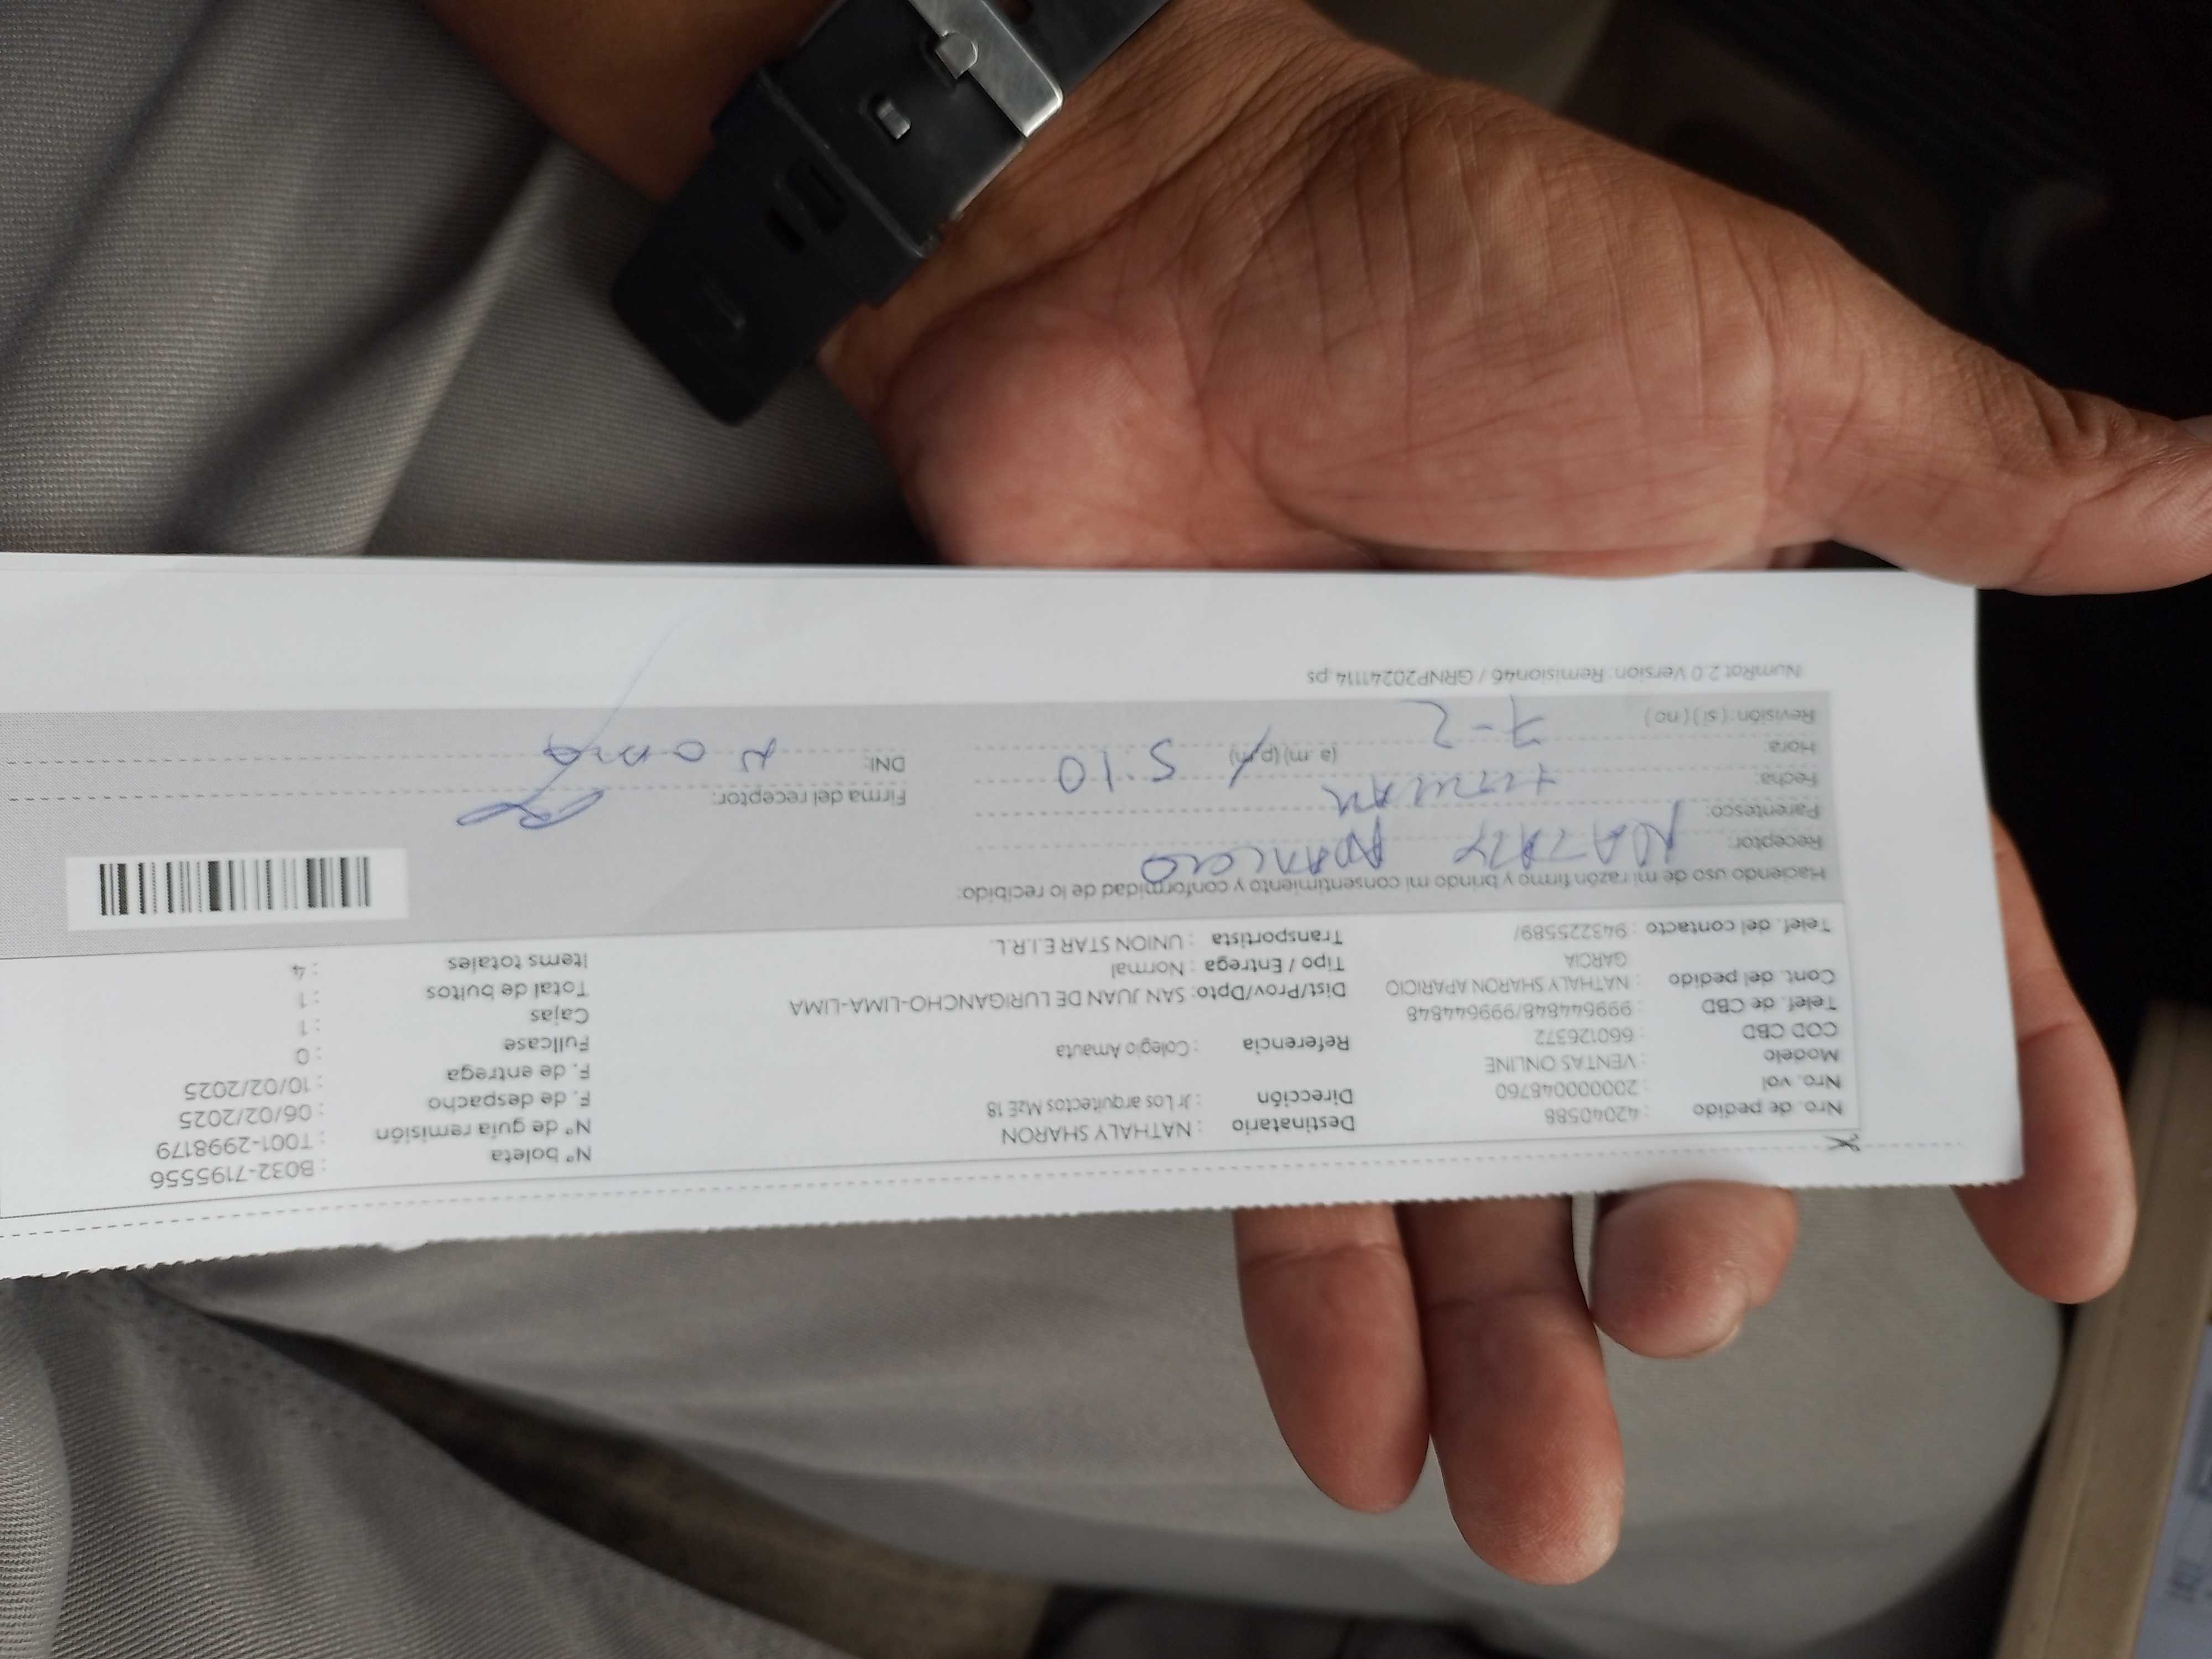 Nro. de pedido : 42040588
Nro. vol : 20000048760
Modelo : VENTAS ONLINE
COD CBD : 660126372
Telef. de CBD : 999644848/999644848
Cont. del pedido : NATHALY SHARON APARICIO
GARCIA
Telef. del contacto : 943225589/
Destinatario : NATHALY SHARON
Dirección : Jr Los arquitectos MzE 18
Referencia : Colegio Amauta
Dist/Prov/Dpto: SAN JUAN DE LURIGANCHO-LIMA-LIMA
Tipo / Entrega : Normal
Transportista : UNION STAR E.I.R.L.
N° boleta : B032-7195556
N° de guia remisión : T001-2998179
F. de despacho : 06/02/2025
F. de entrega : 10/02/2025
Fullcase : 0
Cajas : 1
Total de bultos : 1
Items totales : 4
Haciendo uso de mi razón firmo y brindo mi consentimiento y conformidad de lo recibido:
Receptor:
Parentesco:
Fecha:
Hora: 7-2 (a. m) (p.m) 5:10
Revisión: ( si ) ( no )
Firma del receptor:
DNI:
NumRot 2.0 Version: Remision46 / GRNP20241114.ps